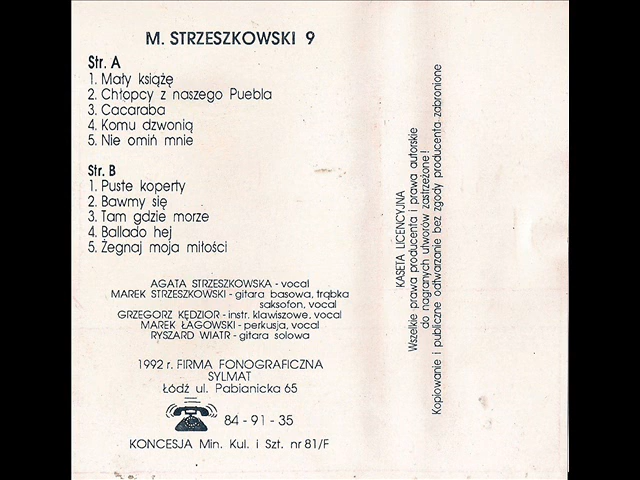 M. STRZESZKOWSKI 9
Str. A
1. Mały książę
2. Chłopcy z naszego Puebla
3. Cacaraba
4. Komu dzwonią
5. Nie omiń mnie
Str. B
1. Puste koperty
2. Bawmy się
3. Tam gdzie morze
4. Ballado hej
5. Żegnaj moja miłości
AGATA STRZESZKOWSKA - vocal
MAREK STRZESZKOWSKI - gitara basowa, trąbka
saksofon, vocal
GRZEGORZ KĘDZIOR - instr. klawiszowe, vocal
MAREK ŁAGOWSKI - perkusja, vocal
RYSZARD WIATR - gitara solowa
1992 r. FIRMA FONOGRAFICZNA
SYLMAT
Łódź ul. Pabianicka 65
84 - 91 - 35
KONCESJA Min. Kul. i Szt. nr 81/F
KASETA LICENCYJNA
Wszelkie prawa producenta i prawa autorskie
do nagranych utworów zastrzeżone!
Kopiowanie i publiczne odtwarzanie bez zgody producenta zabronione